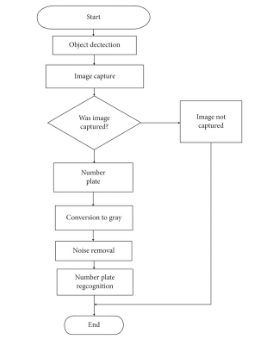 Start
Object dectection
Image capture
Was image
captured?
Image not
captured
Number
plate
Conversion to gray
Noise removal
Number plate
regcognition
End